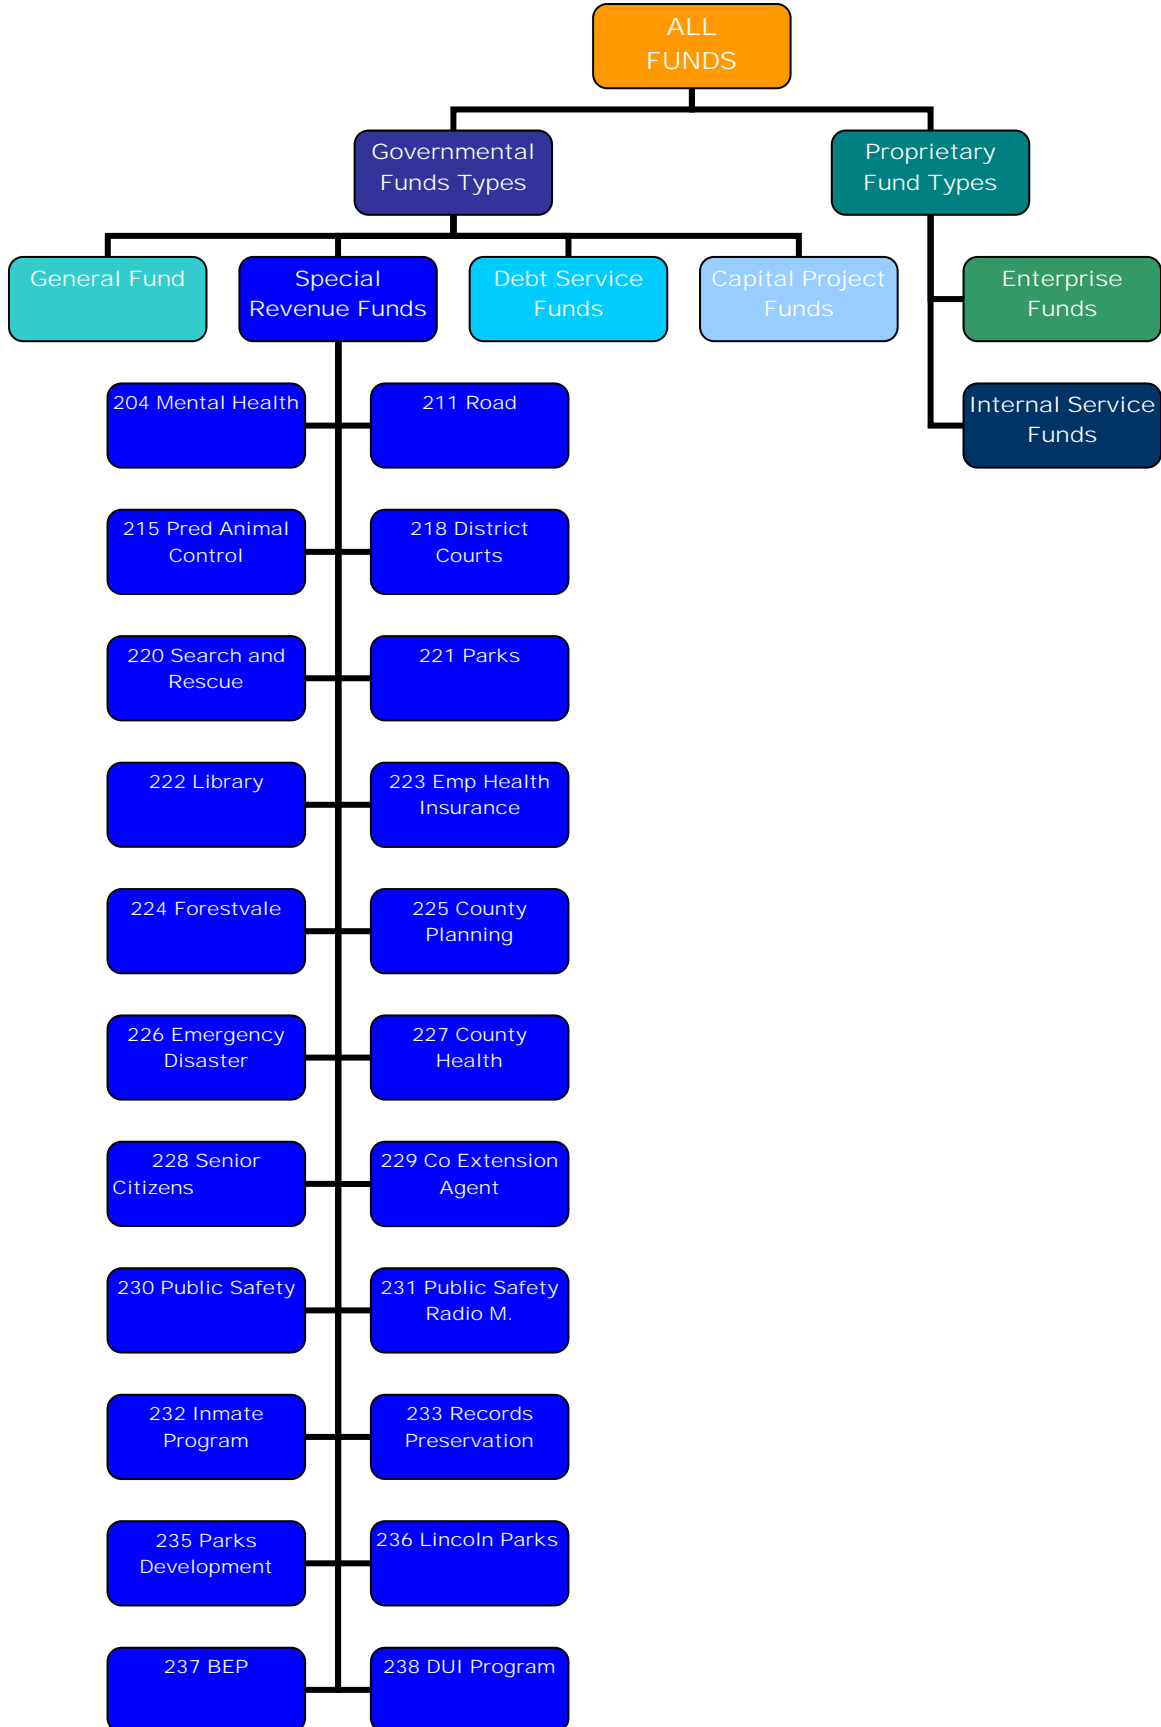 ALL
FUNDS
Governmental
Funds Types
Proprietary
Fund Types
General Fund
Special
Revenue Funds
Debt Service
Funds
Capital Project
Funds
Enterprise
Funds
Internal Service
Funds
204 Mental Health
211 Road
215 Pred Animal
Control
218 District
Courts
220 Search and
Rescue
221 Parks
222 Library
223 Emp Health
Insurance
224 Forestvale
225 County
Planning
226 Emergency
Disaster
227 County
Health
228 Senior
Citizens
229 Co Extension
Agent
230 Public Safety
231 Public Safety
Radio M.
232 Inmate
Program
233 Records
Preservation
235 Parks
Development
236 Lincoln Parks
237 BEP
238 DUI Program